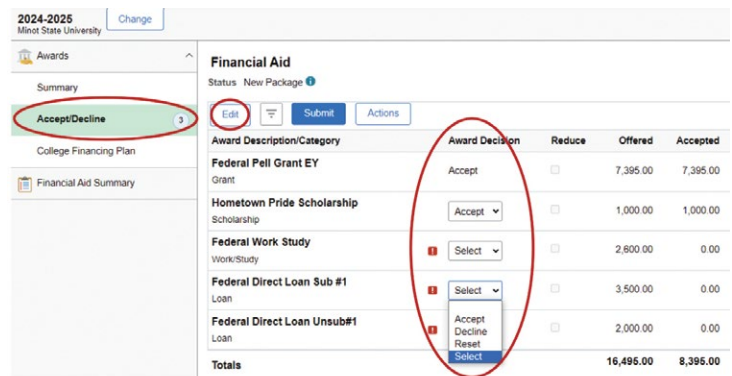 2024-2025
Change
Minot State University
Awards
Summary
Accept/Decline 3
College Financing Plan
Financial Aid Summary
Financial Aid
Status New Package
Edit Submit Actions
Award Description/Category Award Decision Reduce Offered Accepted
Federal Pell Grant EY Accept 7,395.00 7,395.00
Grant
Hometown Pride Scholarship Accept 1,000.00 1,000.00
Scholarship
Federal Work Study Select 2,600.00 0.00
Work/Study
Federal Direct Loan Sub #1 Select 3,500.00 0.00
Loan
Accept
Federal Direct Loan Unsub#1 Decline 2,000.00 0.00
Loan Reset
Select
Totals 16,495.00 8,395.00